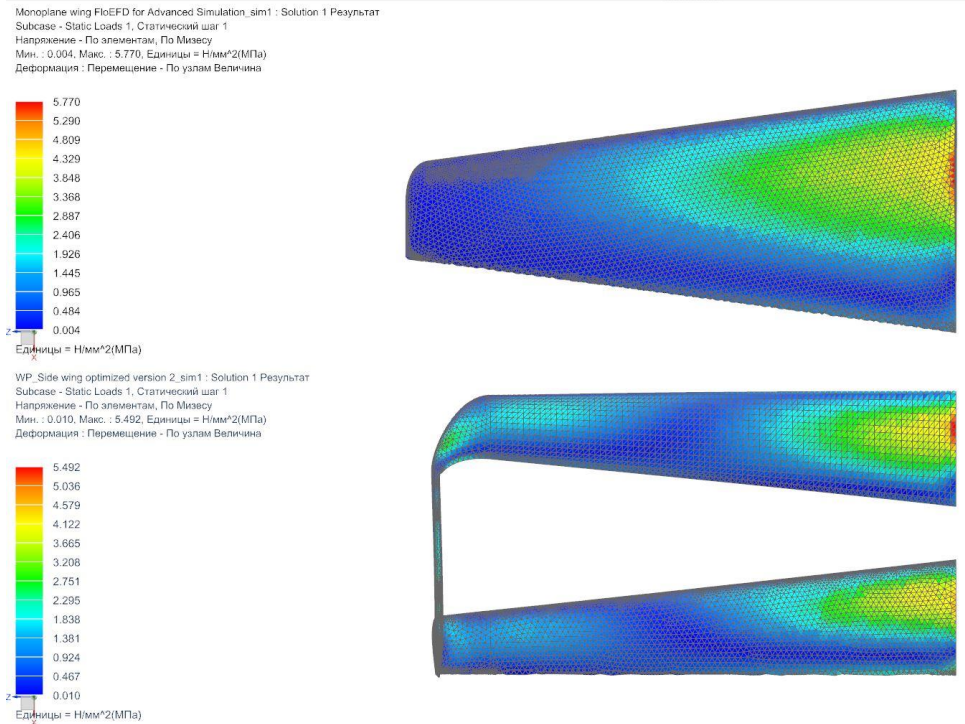 Monoplane wing FloEFD for Advanced Simulation_sim1 : Solution 1 Результат
Subcase - Static Loads 1, Статический шаг 1
Напряжение - По элементам, По Мизесу
Мин. : 0.004, Макс. : 5.770, Единицы = Н/мм^2(МПа)
Деформация : Перемещение - По узлам Величина
5.770
5.290
4.809
4.329
3.848
3.368
2.887
2.406
1.926
1.445
0.965
0.484
0.004
Z
X
Единицы = Н/мм^2(МПа)
WP_Side wing optimized version 2_sim1 : Solution 1 Результат
Subcase - Static Loads 1, Статический шаг 1
Напряжение - По элементам, По Мизесу
Мин. : 0.010, Макс. : 5.492, Единицы = Н/мм^2(МПа)
Деформация : Перемещение - По узлам Величина
5.492
5.036
4.579
4.122
3.665
3.208
2.751
2.295
1.838
1.381
0.924
0.467
0.010
Z
X
Единицы = Н/мм^2(МПа)